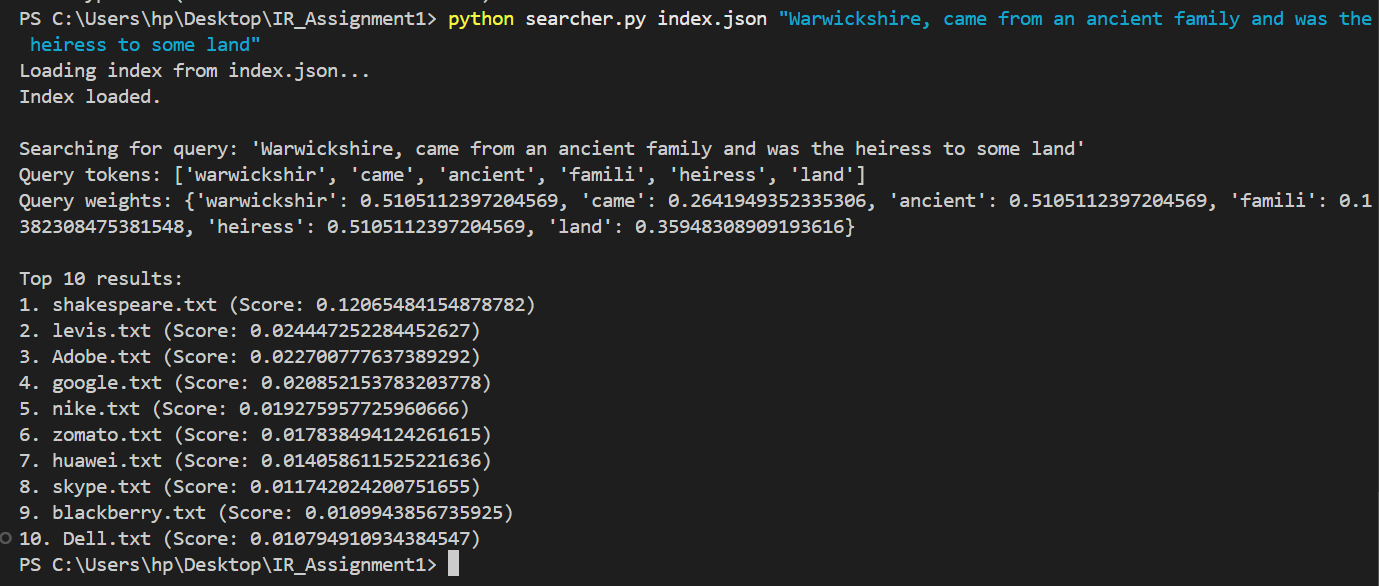 PS C:\Users\hp\Desktop\IR_Assignment1> python searcher.py index.json "Warwickshire, came from an ancient family and was the
heiress to some land"
Loading index from index.json...
Index loaded.
Searching for query: 'Warwickshire, came from an ancient family and was the heiress to some land'
Query tokens: ['warwickshir', 'came', 'ancient', 'famili', 'heiress', 'land']
Query weights: {'warwickshir': 0.5105112397204569, 'came': 0.2641949352335306, 'ancient': 0.5105112397204569, 'famili': 0.1
382308475381548, 'heiress': 0.5105112397204569, 'land': 0.35948308909193616}
Top 10 results:
1. shakespeare.txt (Score: 0.12065484154878782)
2. levis.txt (Score: 0.024447252284452627)
3. Adobe.txt (Score: 0.022700777637389292)
4. google.txt (Score: 0.020852153783203778)
5. nike.txt (Score: 0.019275957725960666)
6. zomato.txt (Score: 0.017838494124261615)
7. huawei.txt (Score: 0.014058611525221636)
8. skype.txt (Score: 0.011742024200751655)
9. blackberry.txt (Score: 0.0109943856735925)
10. Dell.txt (Score: 0.010794910934384547)
PS C:\Users\hp\Desktop\IR_Assignment1>